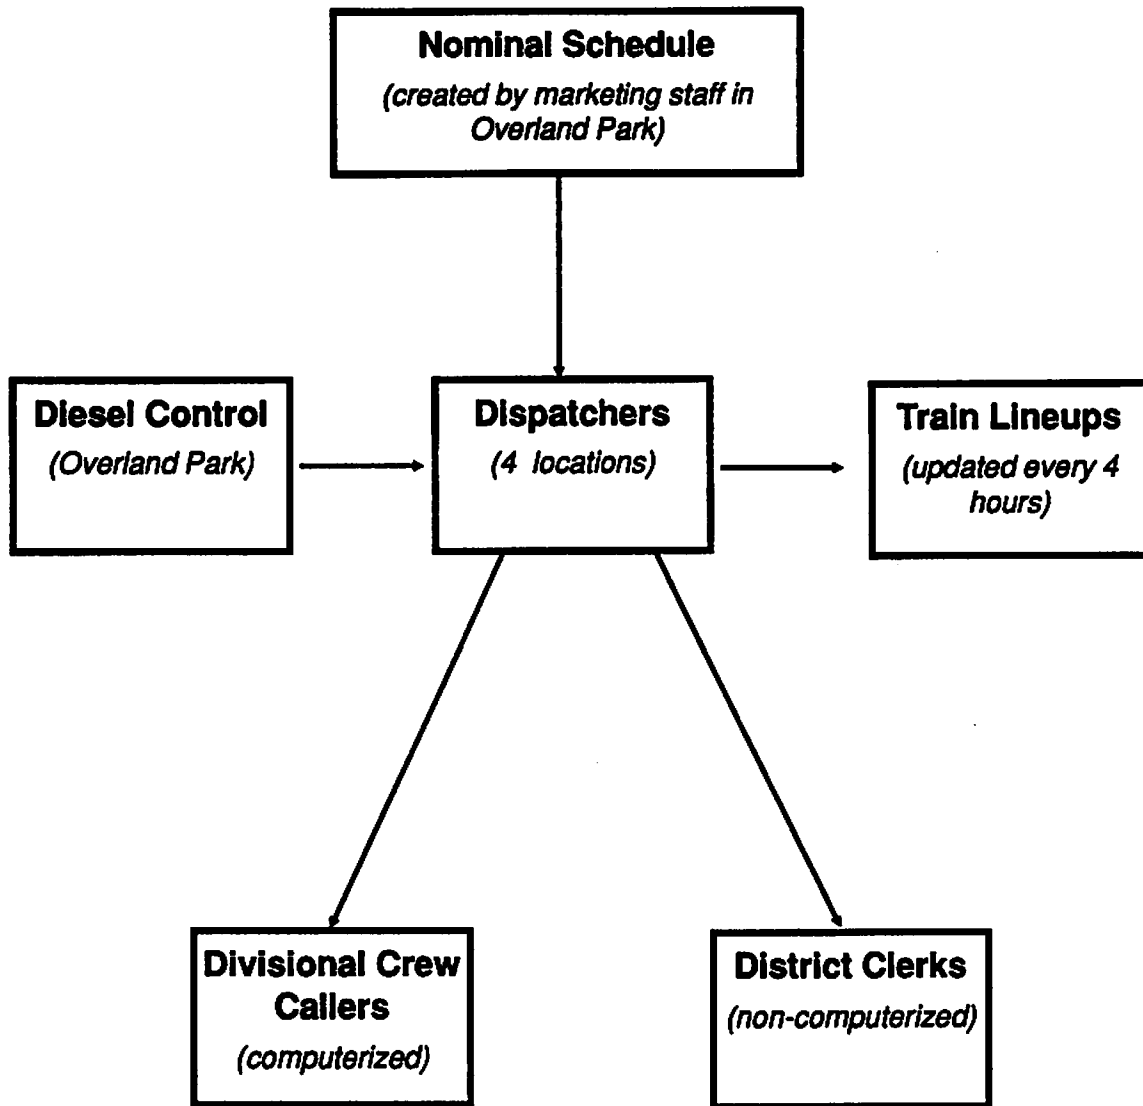 Nominal Schedule
(created by marketing staff in
Overland Park)
Diesel Control
(Overland Park)
Dispatchers
(4 locations)
Train Lineups
(updated every 4
hours)
Divisional Crew
Callers
(computerized)
District Clerks
(non-computerized)